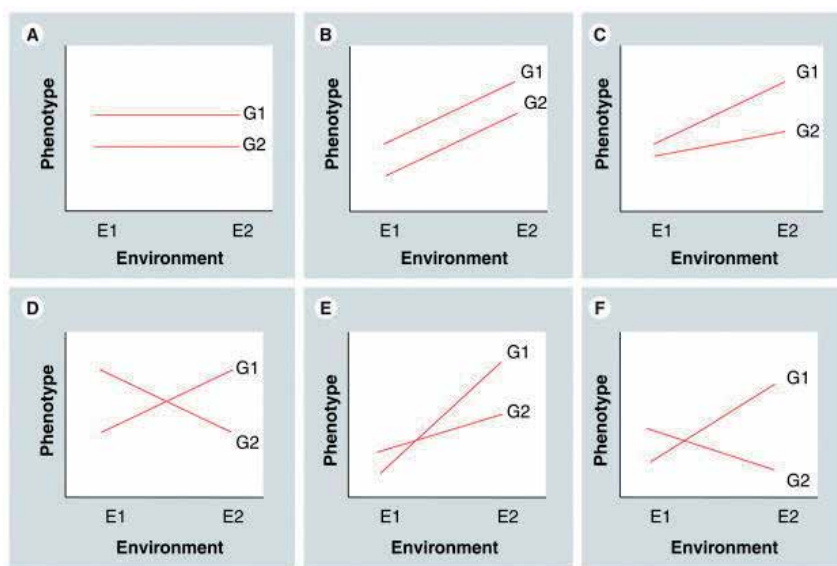 A
Phenotype
G1
G2
E1 E2
Environment
B
Phenotype
G1
G2
E1 E2
Environment
C
Phenotype
G1
G2
E1 E2
Environment
D
Phenotype
G1
G2
E1 E2
Environment
E
Phenotype
G1
G2
E1 E2
Environment
F
Phenotype
G1
G2
E1 E2
Environment